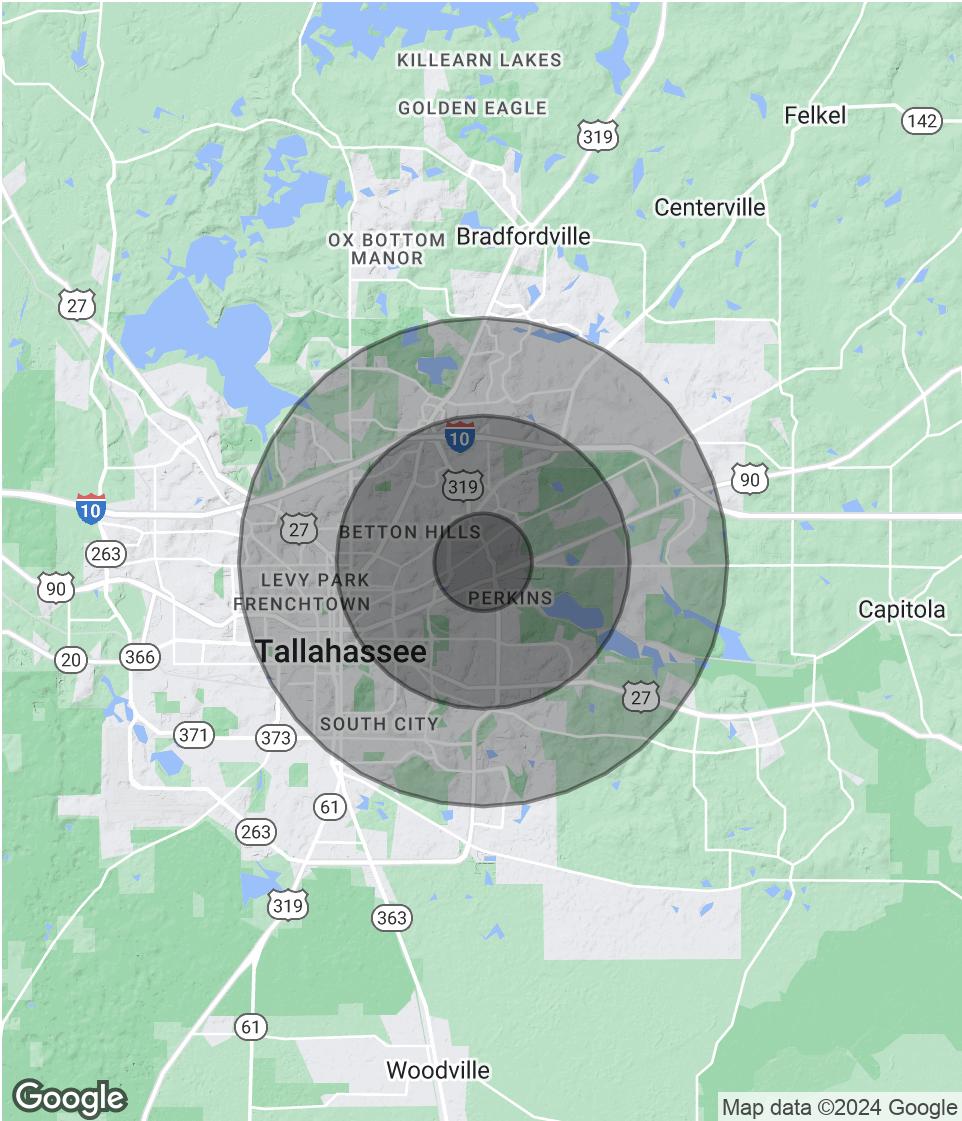 KILLEARN LAKES
GOLDEN EAGLE
Felkel
142
319
Centerville
OX BOTTOM
MANOR
Bradfordville
27
10
319
90
10
27
BETTON HILLS
263
LEVY PARK
90
PERKINS
FRENCHTOWN
Capitola
Tallahassee
366
20
27
SOUTH CITY
371
373
61
263
319
363
61
Woodville
Google
Map data ©2024 Google